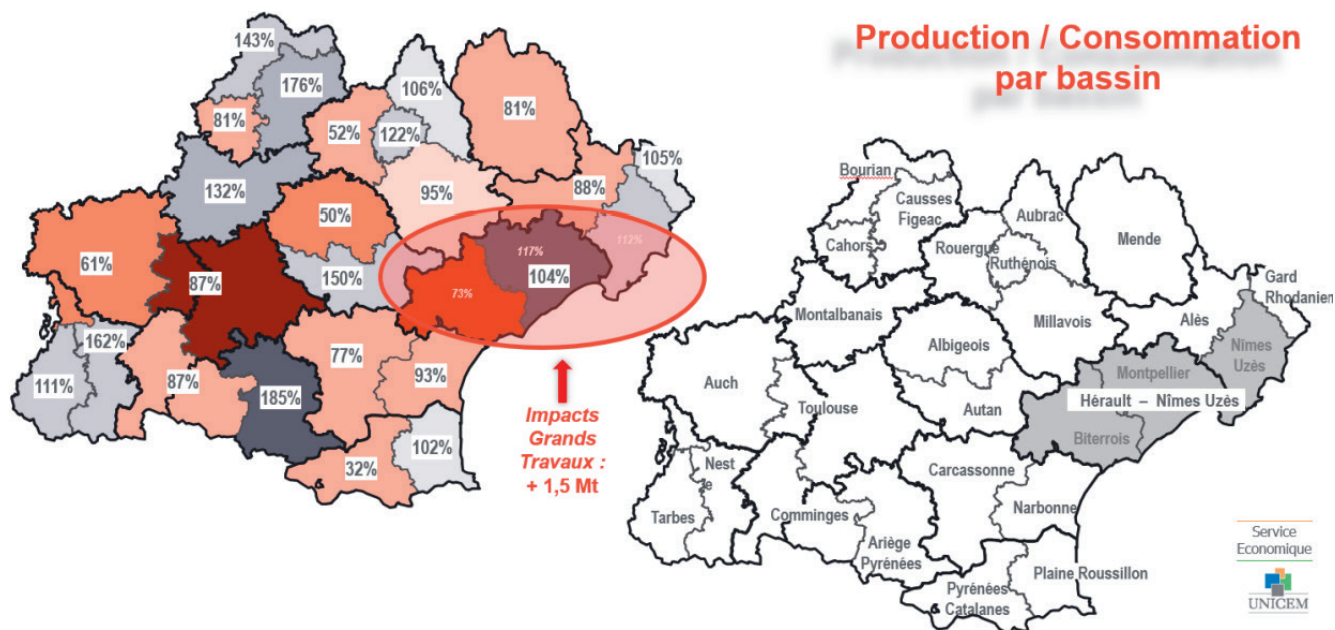 Production / Consommation
par bassin
143%
176%
106%
81%
81%
52%
122%
105%
132%
95%
88%
50%
61%
117%
112%
87%
150%
104%
73%
162%
77%
111%
87%
93%
185%
102%
32%
Impacts
Grands
Travaux :
+ 1,5 Mt
Bourian
Causses
Figeac
Aubrac
Mende
Cahors
Rouergue
Ruthénois
Gard
Rhodanien
Montalbanais
Millavois
Alès
Albigeois
Nîmes
Uzès
Auch
Montpellier
Toulouse
Autan
Hérault – Nîmes Uzès
Biterrois
Nest
e
Carcassonne
Tarbes
Comminges
Narbonne
Ariège
Pyrénées
Plaine Roussillon
Pyrénées
Catalanes
Service
Economique
UNICEM